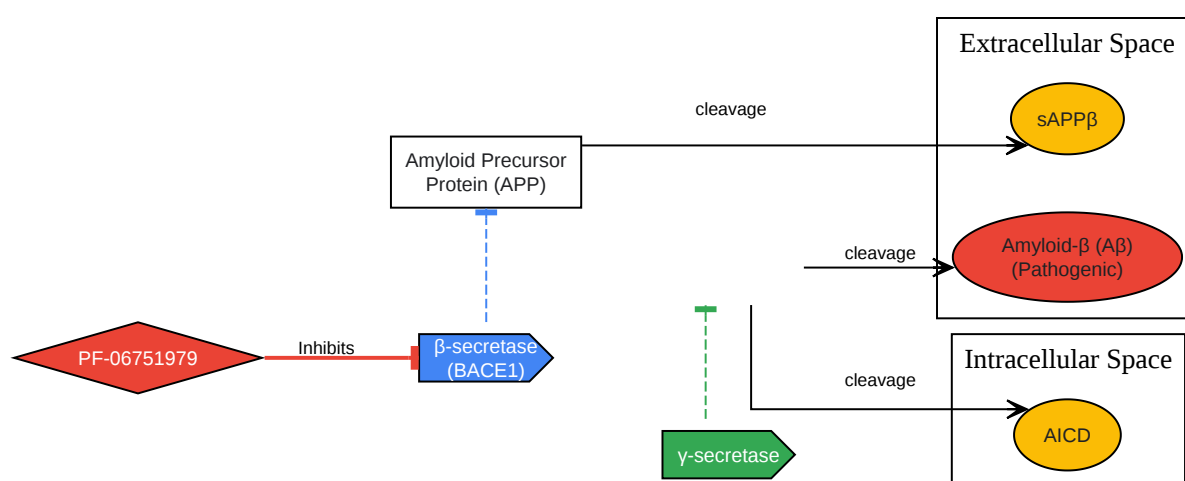 Extracellular Space
cleavage
sAPPβ
Amyloid Precursor
Protein (APP)
cleavage
Amyloid-β (Aβ)
(Pathogenic)
PF-06751979
Inhibits
β-secretase
(BACE1)
Intracellular Space
cleavage
AICD
γ-secretase